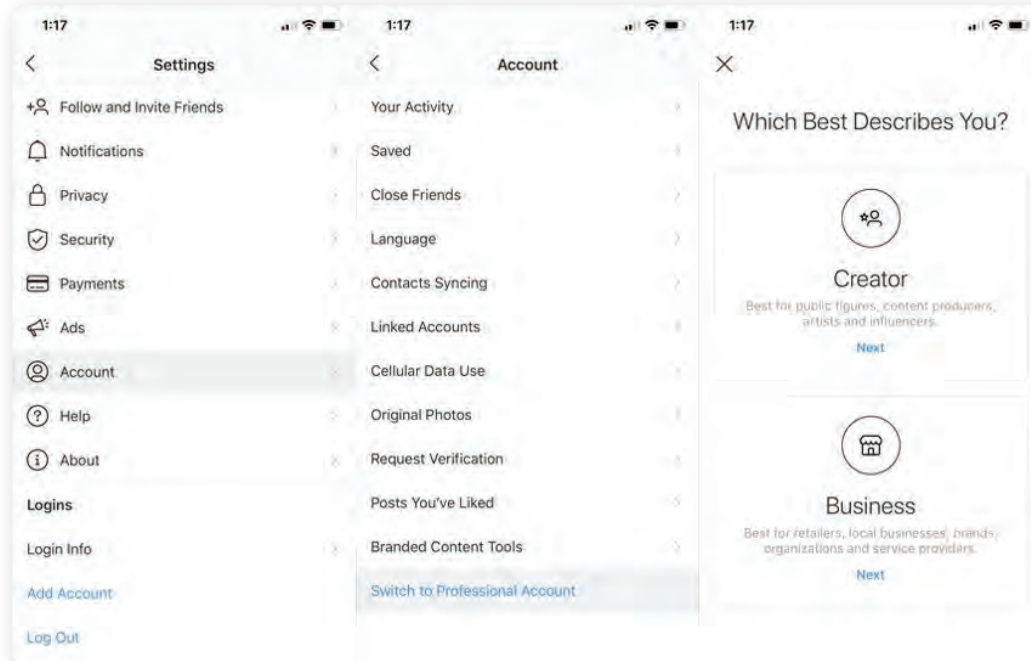 1:17
Settings
Follow and Invite Friends
Notifications
Privacy
Security
Payments
Ads
Account
Help
About
Logins
Login Info
Add Account
Log Out
1:17
Account
Your Activity
Saved
Close Friends
Language
Contacts Syncing
Linked Accounts
Cellular Data Use
Original Photos
Request Verification
Posts You've Liked
Branded Content Tools
Switch to Professional Account
1:17
Which Best Describes You?
Creator
Best for public figures, content producers,
artists and influencers.
Next
Business
Best for retailers, local businesses, brands,
organizations and service providers.
Next